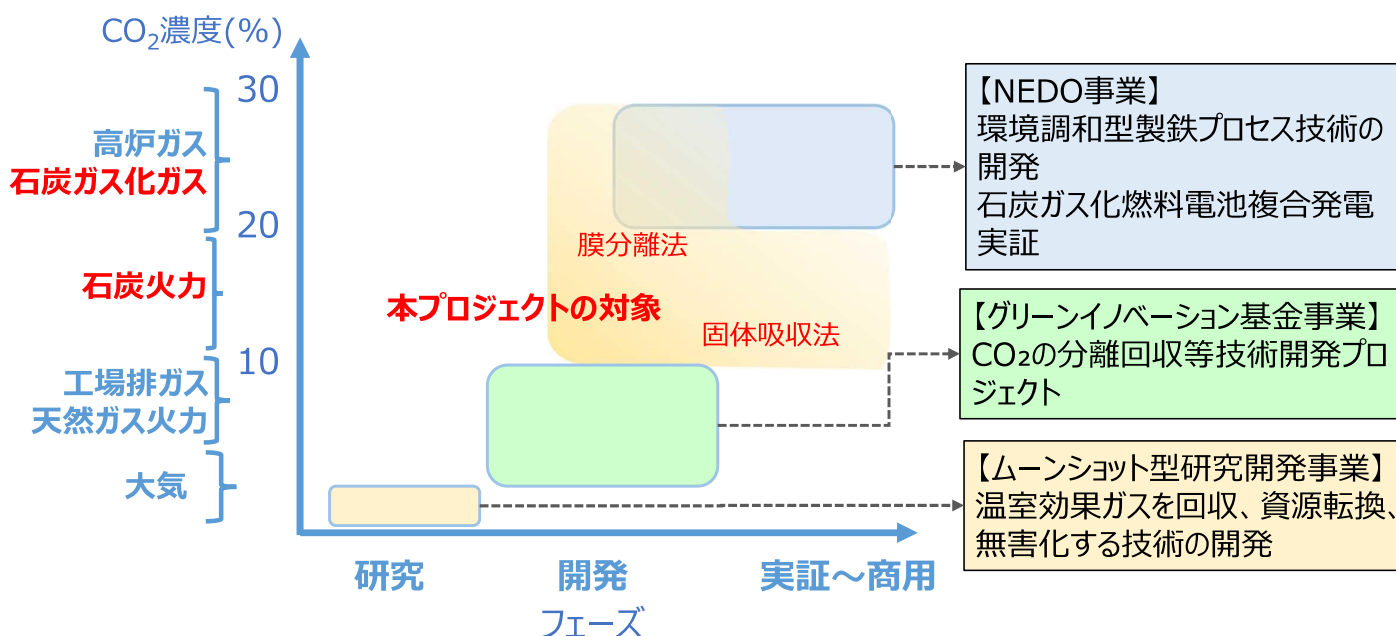 CO₂濃度(%)
30
高炉ガス
石炭ガス化ガス
20
石炭火力
10
工場排ガス
天然ガス火力
大気
膜分離法
本プロジェクトの対象
固体吸収法
研究
開発
実証～商用
フェーズ
【NEDO事業】
環境調和型製鉄プロセス技術の
開発
石炭ガス化燃料電池複合発電
実証
【グリーンイノベーション基金事業】
CO₂の分離回収等技術開発プロ
ジェクト
【ムーンショット型研究開発事業】
温室効果ガスを回収、資源転換、
無害化する技術の開発